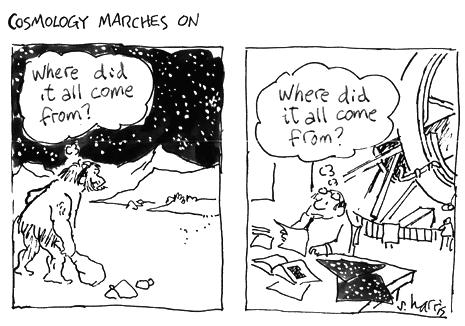 COSMOLOGY MARCHES ON
Where did
it all come
from?
Where did
it all come
from?
s. harris